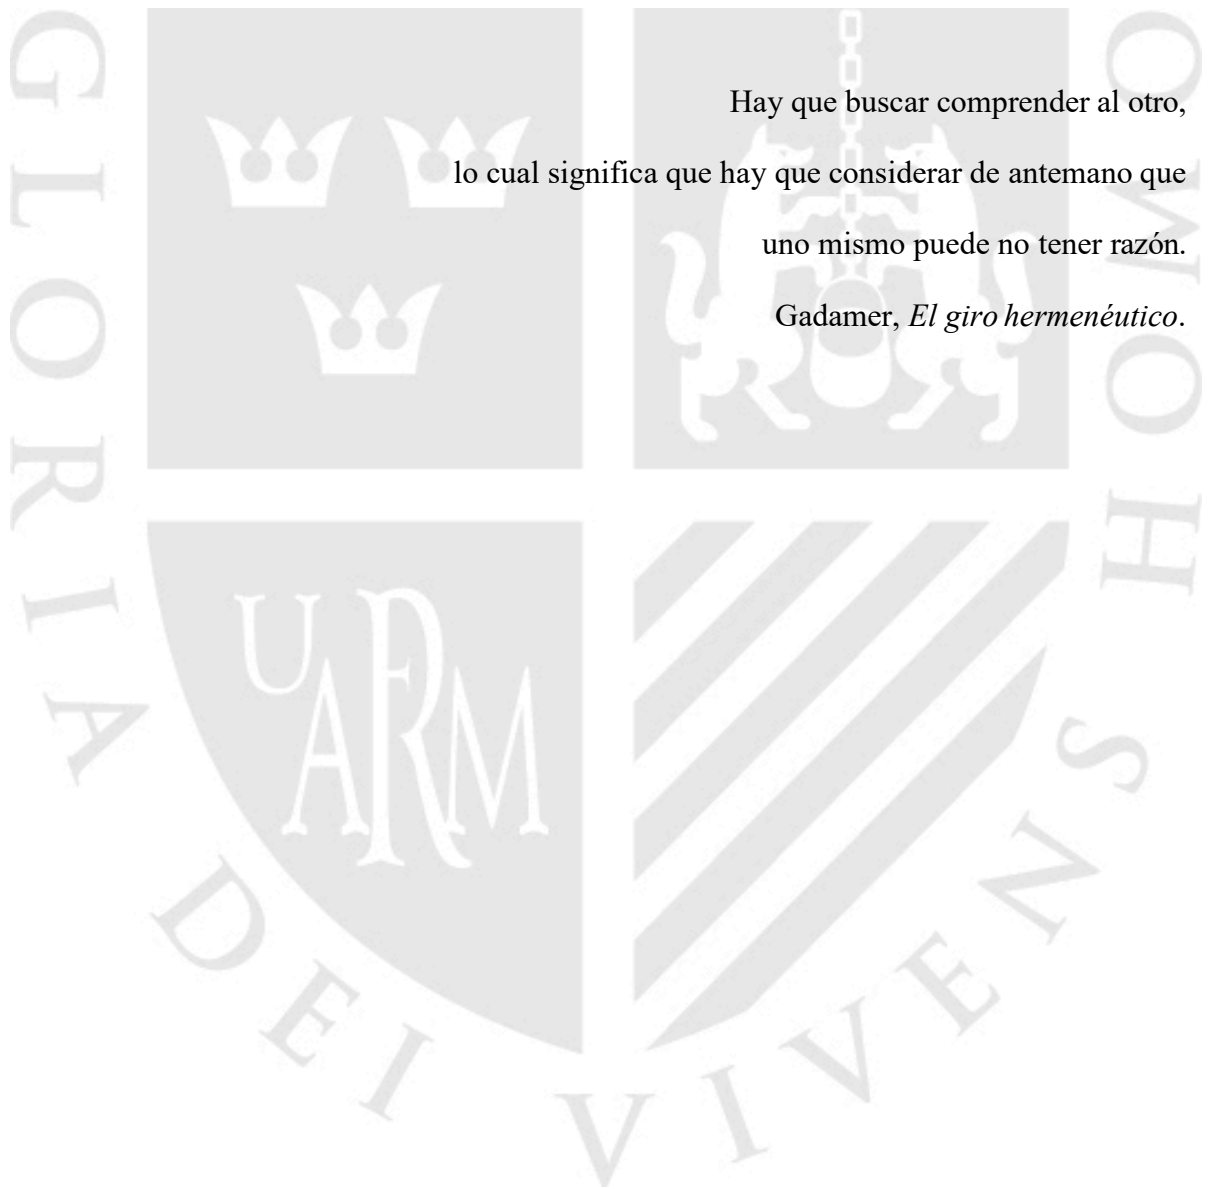 Hay que buscar comprender al otro,
lo cual significa que hay que considerar de antemano que
uno mismo puede no tener razón.
Gadamer, El giro hermenéutico.
GLORIA DEI VIVENS HOMO
UARM